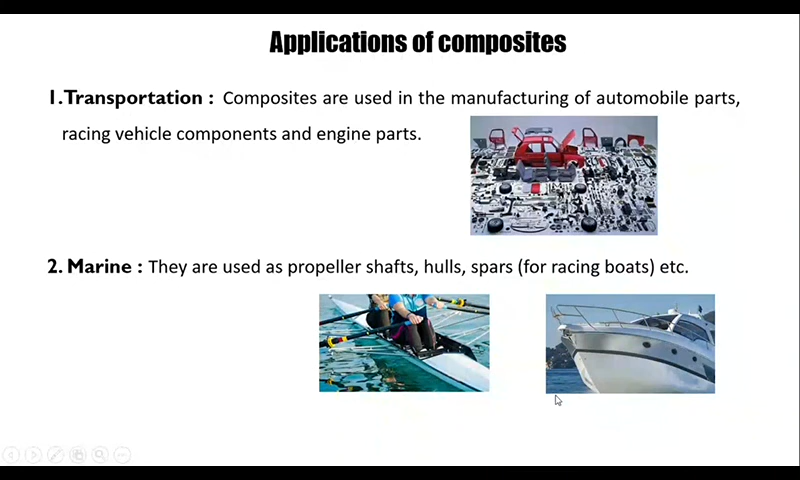 Applications of composites
1.Transportation : Composites are used in the manufacturing of automobile parts,
racing vehicle components and engine parts.
2. Marine : They are used as propeller shafts, hulls, spars (for racing boats) etc.